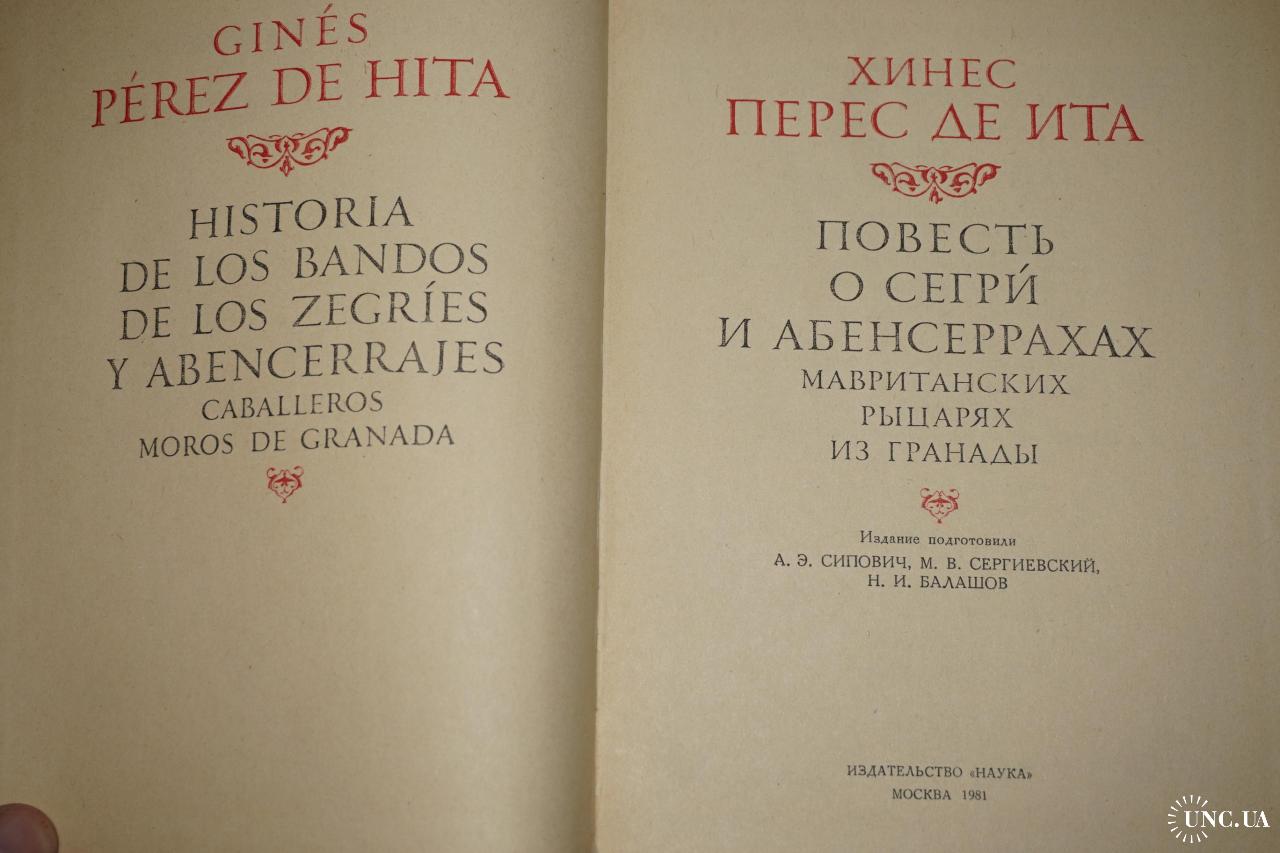 GINÉS
PÉREZ DE HITA
HISTORIA
DE LOS BANDOS
DE LOS ZEGRÍES
Y ABENCERRAJES
CABALLEROS
MOROS DE GRANADA
ХИНЕС
ПЕРЕС ДЕ ИТА
ПОВЕСТЬ
О СЕГРИ́
И АБЕНСЕРРАХАХ
МАВРИТАНСКИХ
РЫЦАРЯХ
ИЗ ГРАНАДЫ
Издание подготовили
А. Э. СИПОВИЧ, М. В. СЕРГИЕВСКИЙ,
Н. И. БАЛАШОВ
ИЗДАТЕЛЬСТВО «НАУКА»
МОСКВА 1981
UNC.UA